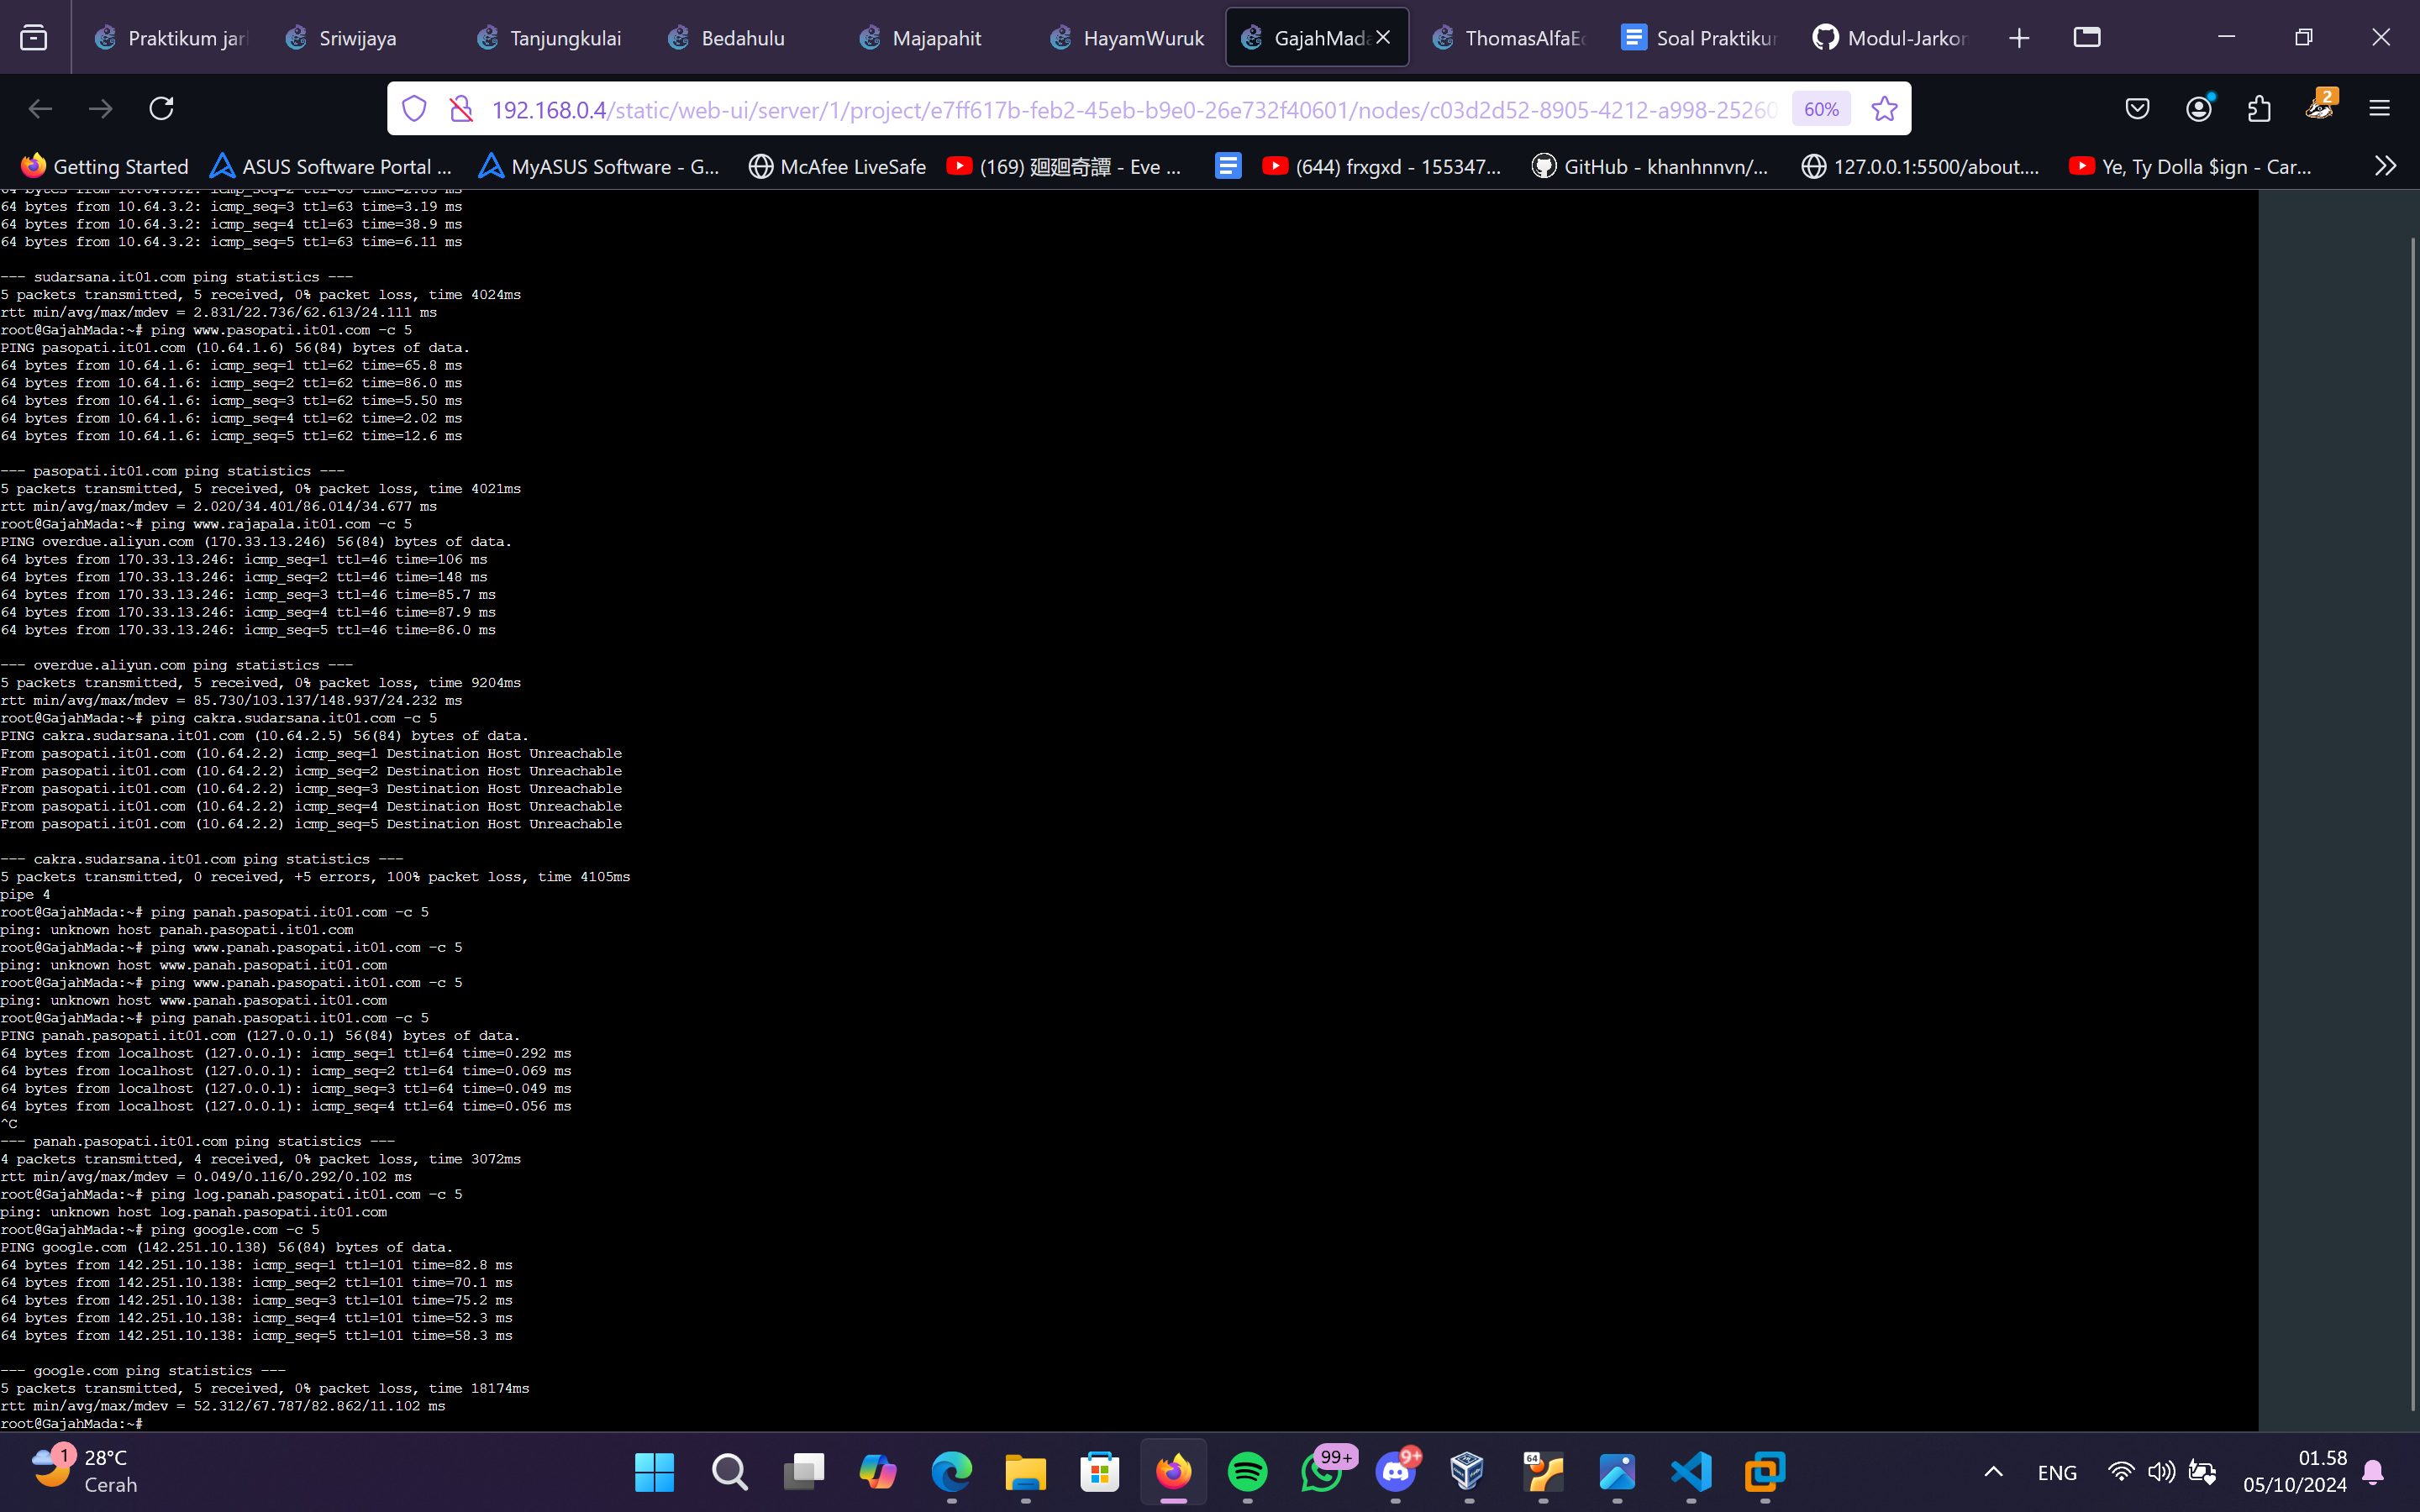 Praktikum jar
Sriwijaya
Tanjungkulai
Bedahulu
Majapahit
HayamWuruk
GajahMada
ThomasAlfaEd
Soal Praktikum
Modul-Jarkom
192.168.0.4/static/web-ui/server/1/project/e7ff617b-feb2-45eb-b9e0-26e732f40601/nodes/c03d2d52-8905-4212-a998-25260
60%
2
Getting Started
ASUS Software Portal ...
MyASUS Software - G...
McAfee LiveSafe
(169) 廻廻奇譚 - Eve ...
(644) frxgxd - 155347...
GitHub - khanhnnvn/...
127.0.0.1:5500/about....
Ye, Ty Dolla $ign - Car...
64 bytes from 10.64.3.2: icmp_seq=2 ttl=63 time=2.83 ms
64 bytes from 10.64.3.2: icmp_seq=3 ttl=63 time=3.19 ms
64 bytes from 10.64.3.2: icmp_seq=4 ttl=63 time=38.9 ms
64 bytes from 10.64.3.2: icmp_seq=5 ttl=63 time=6.11 ms
--- sudarsana.it01.com ping statistics ---
5 packets transmitted, 5 received, 0% packet loss, time 4024ms
rtt min/avg/max/mdev = 2.831/22.736/62.613/24.111 ms
root@GajahMada:~# ping www.pasopati.it01.com -c 5
PING pasopati.it01.com (10.64.1.6) 56(84) bytes of data.
64 bytes from 10.64.1.6: icmp_seq=1 ttl=62 time=65.8 ms
64 bytes from 10.64.1.6: icmp_seq=2 ttl=62 time=86.0 ms
64 bytes from 10.64.1.6: icmp_seq=3 ttl=62 time=5.50 ms
64 bytes from 10.64.1.6: icmp_seq=4 ttl=62 time=2.02 ms
64 bytes from 10.64.1.6: icmp_seq=5 ttl=62 time=12.6 ms
--- pasopati.it01.com ping statistics ---
5 packets transmitted, 5 received, 0% packet loss, time 4021ms
rtt min/avg/max/mdev = 2.020/34.401/86.014/34.677 ms
root@GajahMada:~# ping www.rajapala.it01.com -c 5
PING overdue.aliyun.com (170.33.13.246) 56(84) bytes of data.
64 bytes from 170.33.13.246: icmp_seq=1 ttl=46 time=106 ms
64 bytes from 170.33.13.246: icmp_seq=2 ttl=46 time=148 ms
64 bytes from 170.33.13.246: icmp_seq=3 ttl=46 time=85.7 ms
64 bytes from 170.33.13.246: icmp_seq=4 ttl=46 time=87.9 ms
64 bytes from 170.33.13.246: icmp_seq=5 ttl=46 time=86.0 ms
--- overdue.aliyun.com ping statistics ---
5 packets transmitted, 5 received, 0% packet loss, time 9204ms
rtt min/avg/max/mdev = 85.730/103.137/148.937/24.232 ms
root@GajahMada:~# ping cakra.sudarsana.it01.com -c 5
PING cakra.sudarsana.it01.com (10.64.2.5) 56(84) bytes of data.
From pasopati.it01.com (10.64.2.2) icmp_seq=1 Destination Host Unreachable
From pasopati.it01.com (10.64.2.2) icmp_seq=2 Destination Host Unreachable
From pasopati.it01.com (10.64.2.2) icmp_seq=3 Destination Host Unreachable
From pasopati.it01.com (10.64.2.2) icmp_seq=4 Destination Host Unreachable
From pasopati.it01.com (10.64.2.2) icmp_seq=5 Destination Host Unreachable
--- cakra.sudarsana.it01.com ping statistics ---
5 packets transmitted, 0 received, +5 errors, 100% packet loss, time 4105ms
pipe 4
root@GajahMada:~# ping panah.pasopati.it01.com -c 5
ping: unknown host panah.pasopati.it01.com
root@GajahMada:~# ping www.panah.pasopati.it01.com -c 5
ping: unknown host www.panah.pasopati.it01.com
root@GajahMada:~# ping www.panah.pasopati.it01.com -c 5
ping: unknown host www.panah.pasopati.it01.com
root@GajahMada:~# ping panah.pasopati.it01.com -c 5
PING panah.pasopati.it01.com (127.0.0.1) 56(84) bytes of data.
64 bytes from localhost (127.0.0.1): icmp_seq=1 ttl=64 time=0.292 ms
64 bytes from localhost (127.0.0.1): icmp_seq=2 ttl=64 time=0.069 ms
64 bytes from localhost (127.0.0.1): icmp_seq=3 ttl=64 time=0.049 ms
64 bytes from localhost (127.0.0.1): icmp_seq=4 ttl=64 time=0.056 ms
^C
--- panah.pasopati.it01.com ping statistics ---
4 packets transmitted, 4 received, 0% packet loss, time 3072ms
rtt min/avg/max/mdev = 0.049/0.116/0.292/0.102 ms
root@GajahMada:~# ping log.panah.pasopati.it01.com -c 5
ping: unknown host log.panah.pasopati.it01.com
root@GajahMada:~# ping google.com -c 5
PING google.com (142.251.10.138) 56(84) bytes of data.
64 bytes from 142.251.10.138: icmp_seq=1 ttl=101 time=82.8 ms
64 bytes from 142.251.10.138: icmp_seq=2 ttl=101 time=70.1 ms
64 bytes from 142.251.10.138: icmp_seq=3 ttl=101 time=75.2 ms
64 bytes from 142.251.10.138: icmp_seq=4 ttl=101 time=52.3 ms
64 bytes from 142.251.10.138: icmp_seq=5 ttl=101 time=58.3 ms
--- google.com ping statistics ---
5 packets transmitted, 5 received, 0% packet loss, time 18174ms
rtt min/avg/max/mdev = 52.312/67.787/82.862/11.102 ms
root@GajahMada:~#
1
28°C
Cerah
99+
9+
64
ENG
01.58
05/10/2024